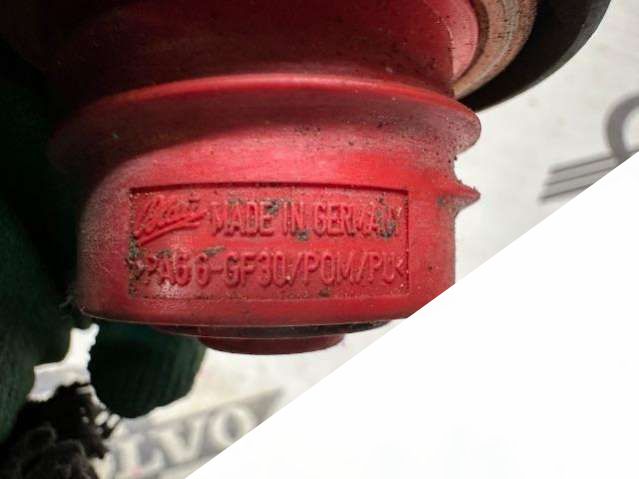 MADE IN GERMANY
>PA66-GF30/POM/PU<
VOLVO